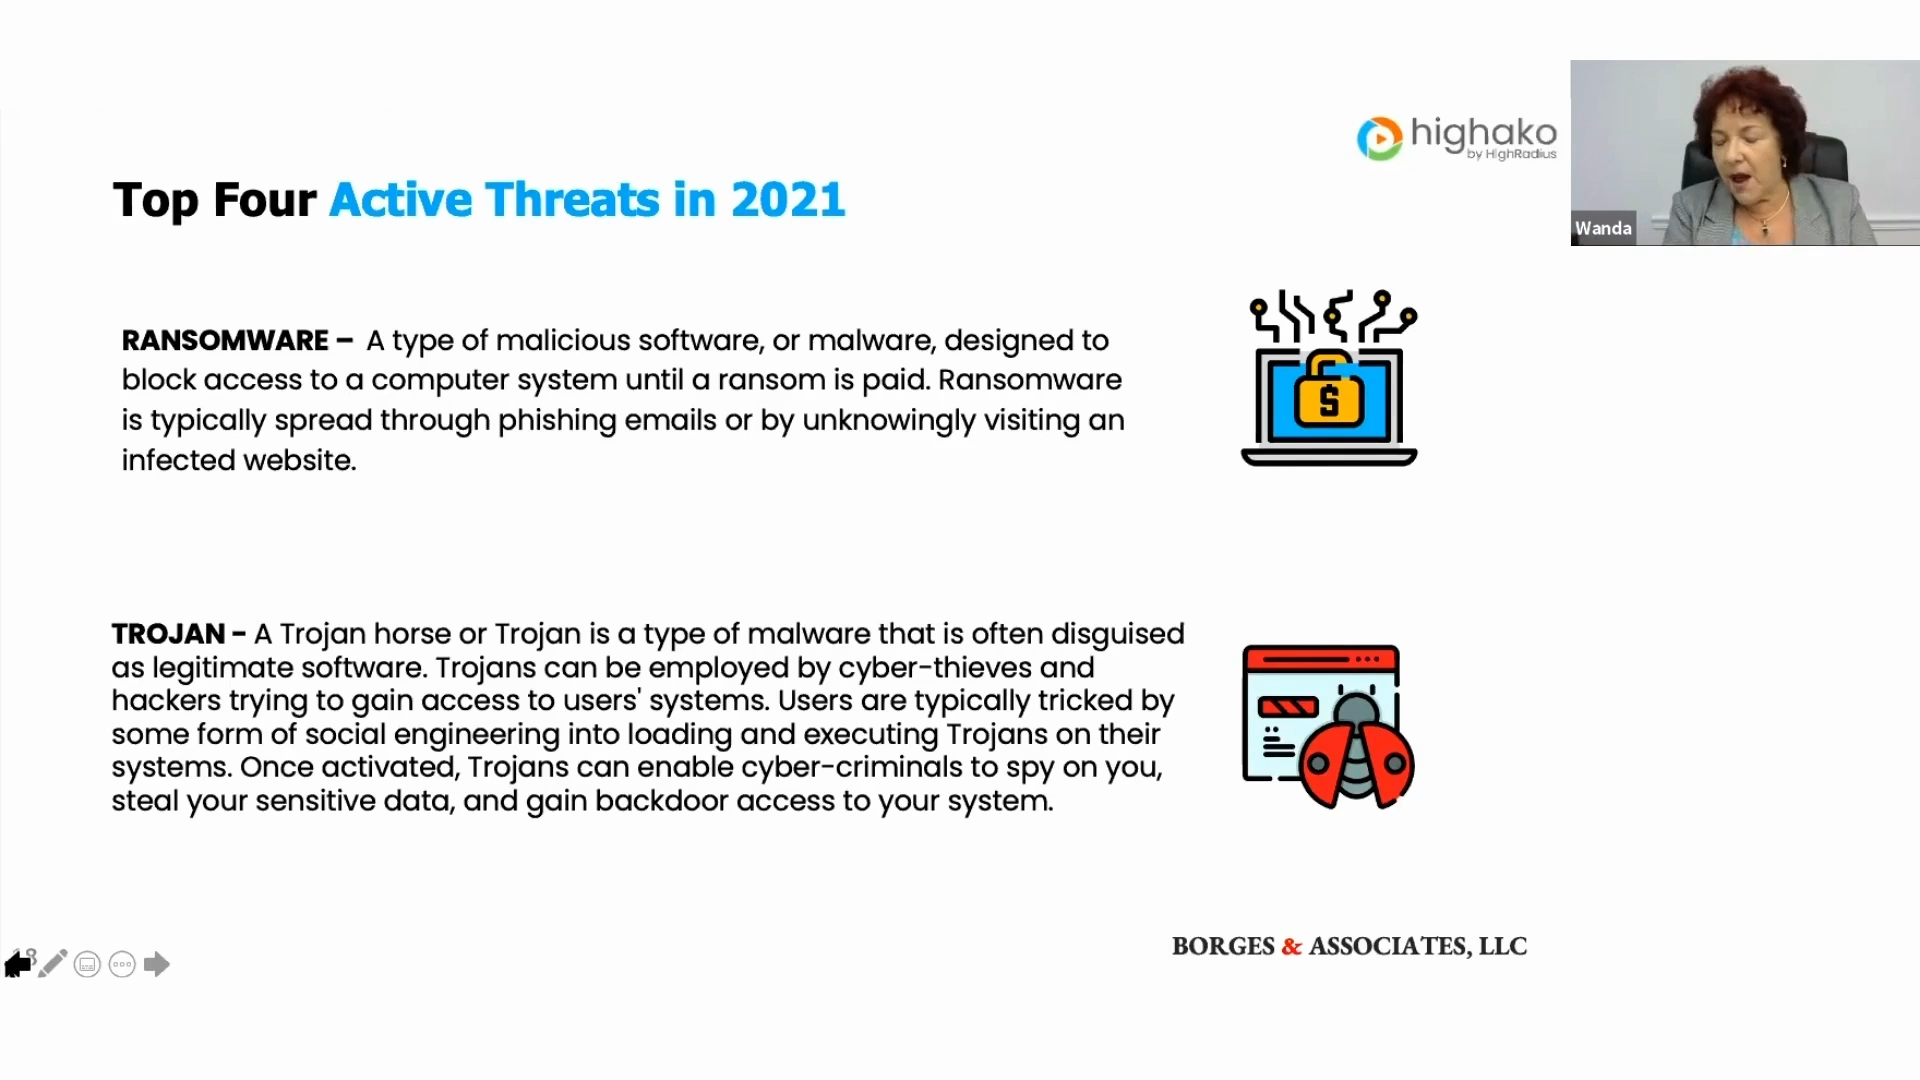 highako
by HighRadius
Wanda
Top Four Active Threats in 2021
RANSOMWARE – A type of malicious software, or malware, designed to
block access to a computer system until a ransom is paid. Ransomware
is typically spread through phishing emails or by unknowingly visiting an
infected website.
$
TROJAN - A Trojan horse or Trojan is a type of malware that is often disguised
as legitimate software. Trojans can be employed by cyber-thieves and
hackers trying to gain access to users' systems. Users are typically tricked by
some form of social engineering into loading and executing Trojans on their
systems. Once activated, Trojans can enable cyber-criminals to spy on you,
steal your sensitive data, and gain backdoor access to your system.
BORGES & ASSOCIATES, LLC